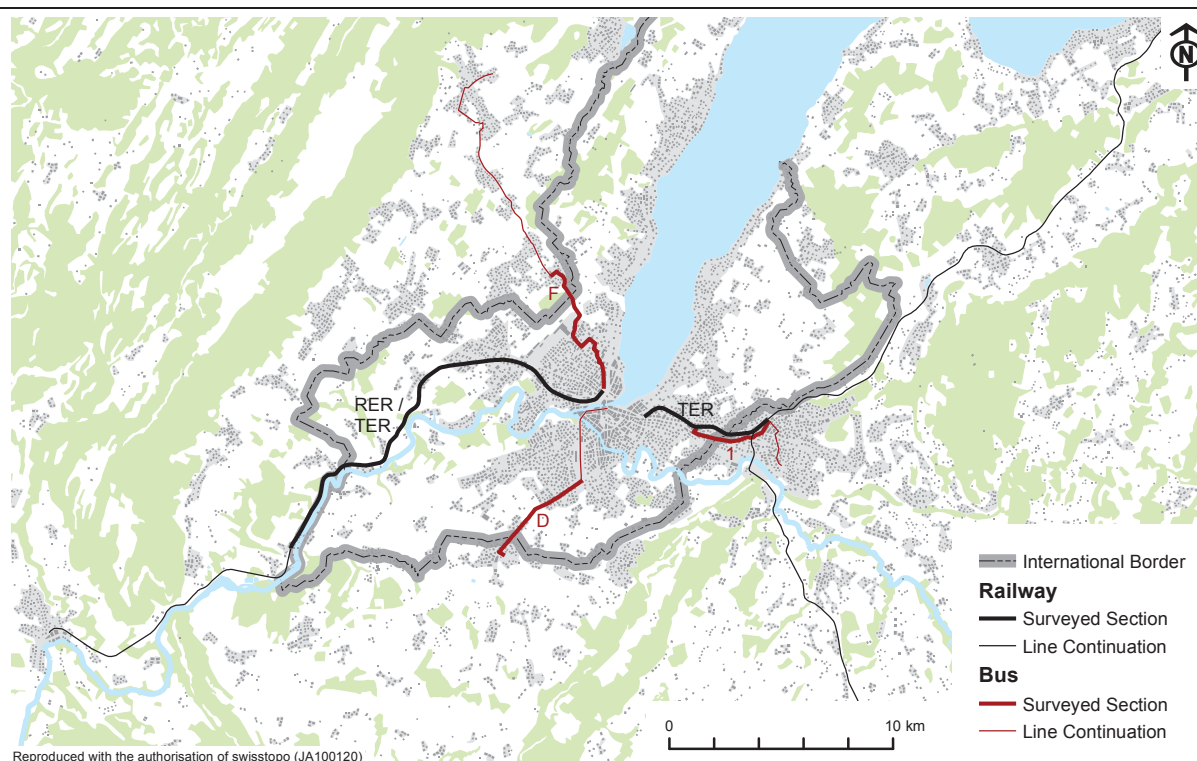 N
F
RER /
TER
TER
1
D
International Border
Railway
Surveyed Section
Line Continuation
Bus
Surveyed Section
Line Continuation
0 10 km
Reproduced with the authorisation of swisstopo (JA100120)